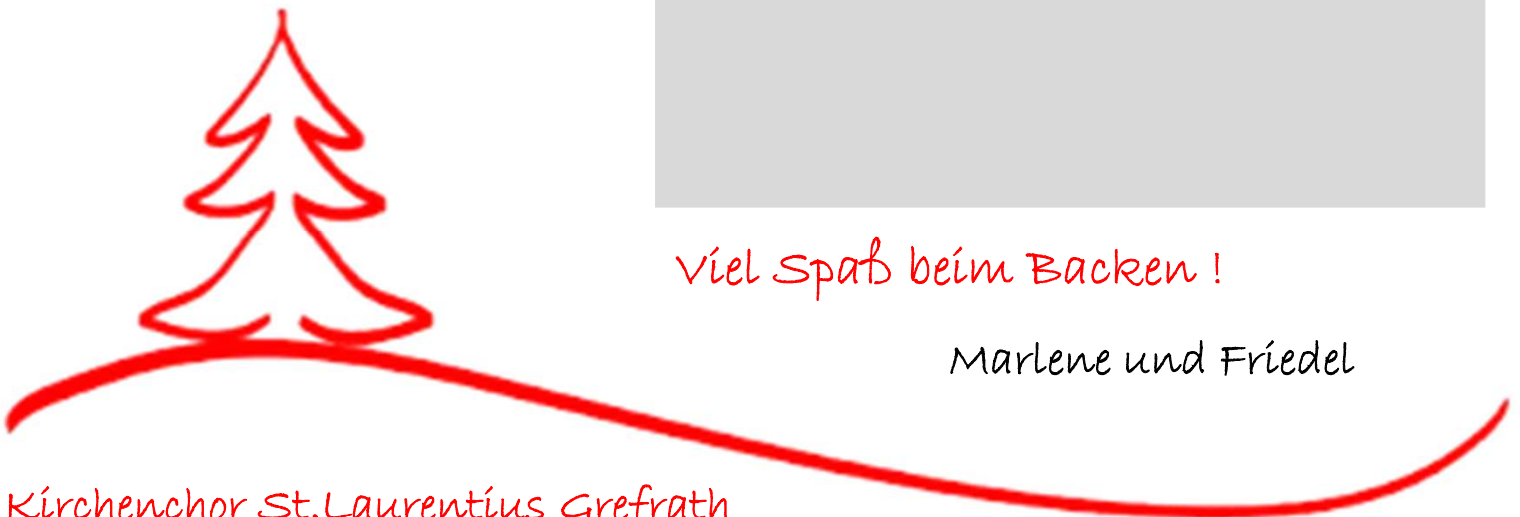 Viel Spaß beim Backen !
Marlene und Friedel
Kirchenchor St.Laurentius Grefrath